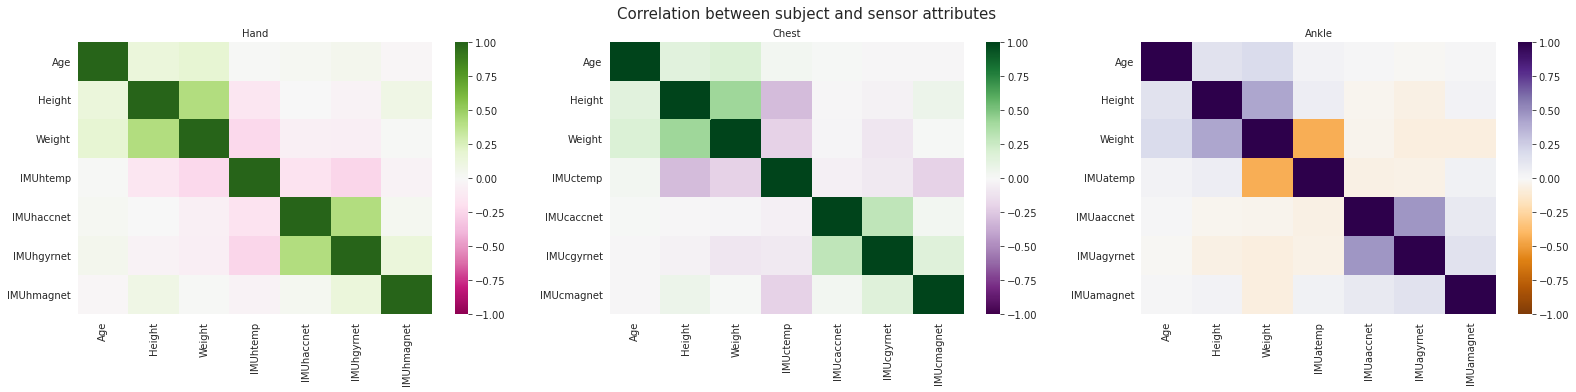 Correlation between subject and sensor attributes
Hand
Age
Height
Weight
IMUhtemp
IMUhaccnet
IMUhgyrnet
IMUhmagnet
Age
Height
Weight
IMUhtemp
IMUhaccnet
IMUhgyrnet
IMUhmagnet
1.00
0.75
0.50
0.25
0.00
−0.25
−0.50
−0.75
−1.00
Chest
Age
Height
Weight
IMUctemp
IMUcaccnet
IMUcgyrnet
IMUcmagnet
Age
Height
Weight
IMUctemp
IMUcaccnet
IMUcgyrnet
IMUcmagnet
1.00
0.75
0.50
0.25
0.00
−0.25
−0.50
−0.75
−1.00
Ankle
Age
Height
Weight
IMUatemp
IMUaaccnet
IMUagyrnet
IMUamagnet
Age
Height
Weight
IMUatemp
IMUaaccnet
IMUagyrnet
IMUamagnet
1.00
0.75
0.50
0.25
0.00
−0.25
−0.50
−0.75
−1.00